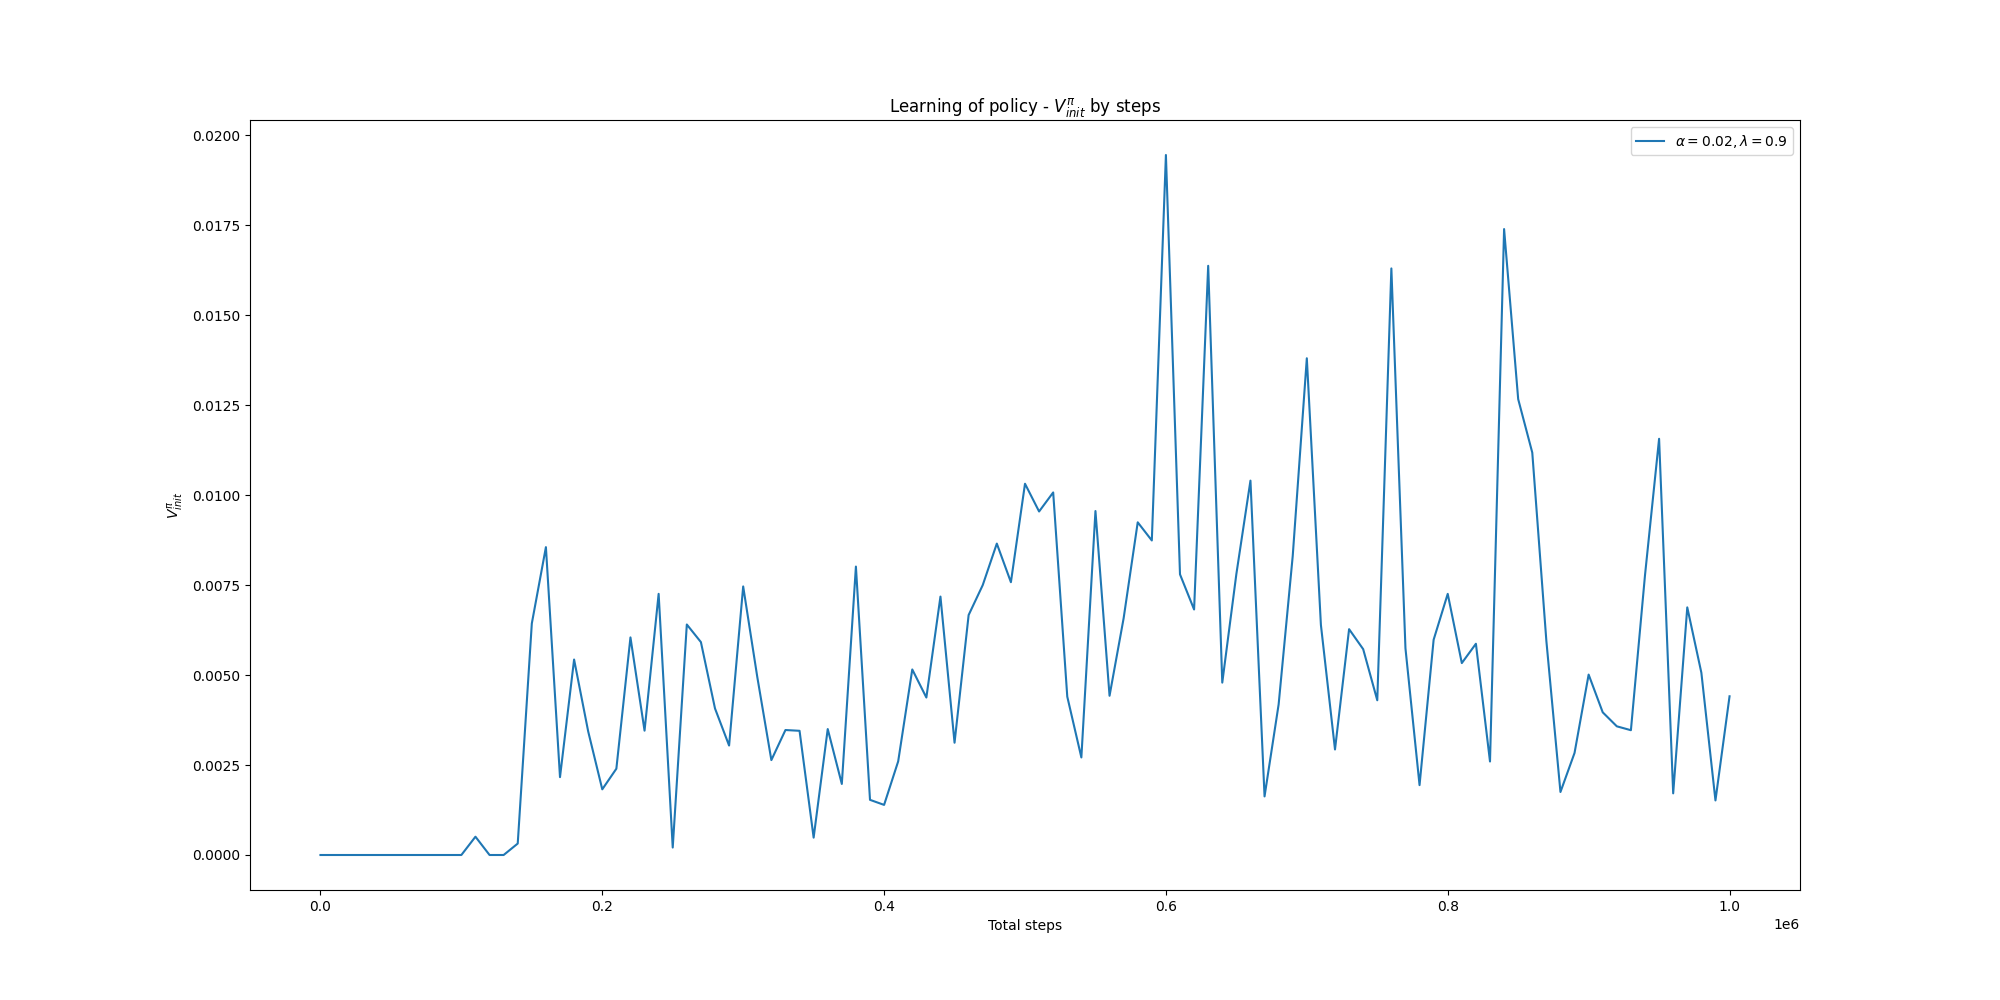 Learning of policy - $V^{\pi}_{init}$ by steps
α = 0.02, λ = 0.9
0.0200
0.0175
0.0150
0.0125
0.0100
0.0075
0.0050
0.0025
0.0000
$V^{\pi}_{init}$
0.0 0.2 0.4 0.6 0.8 1.0
Total steps
1e6